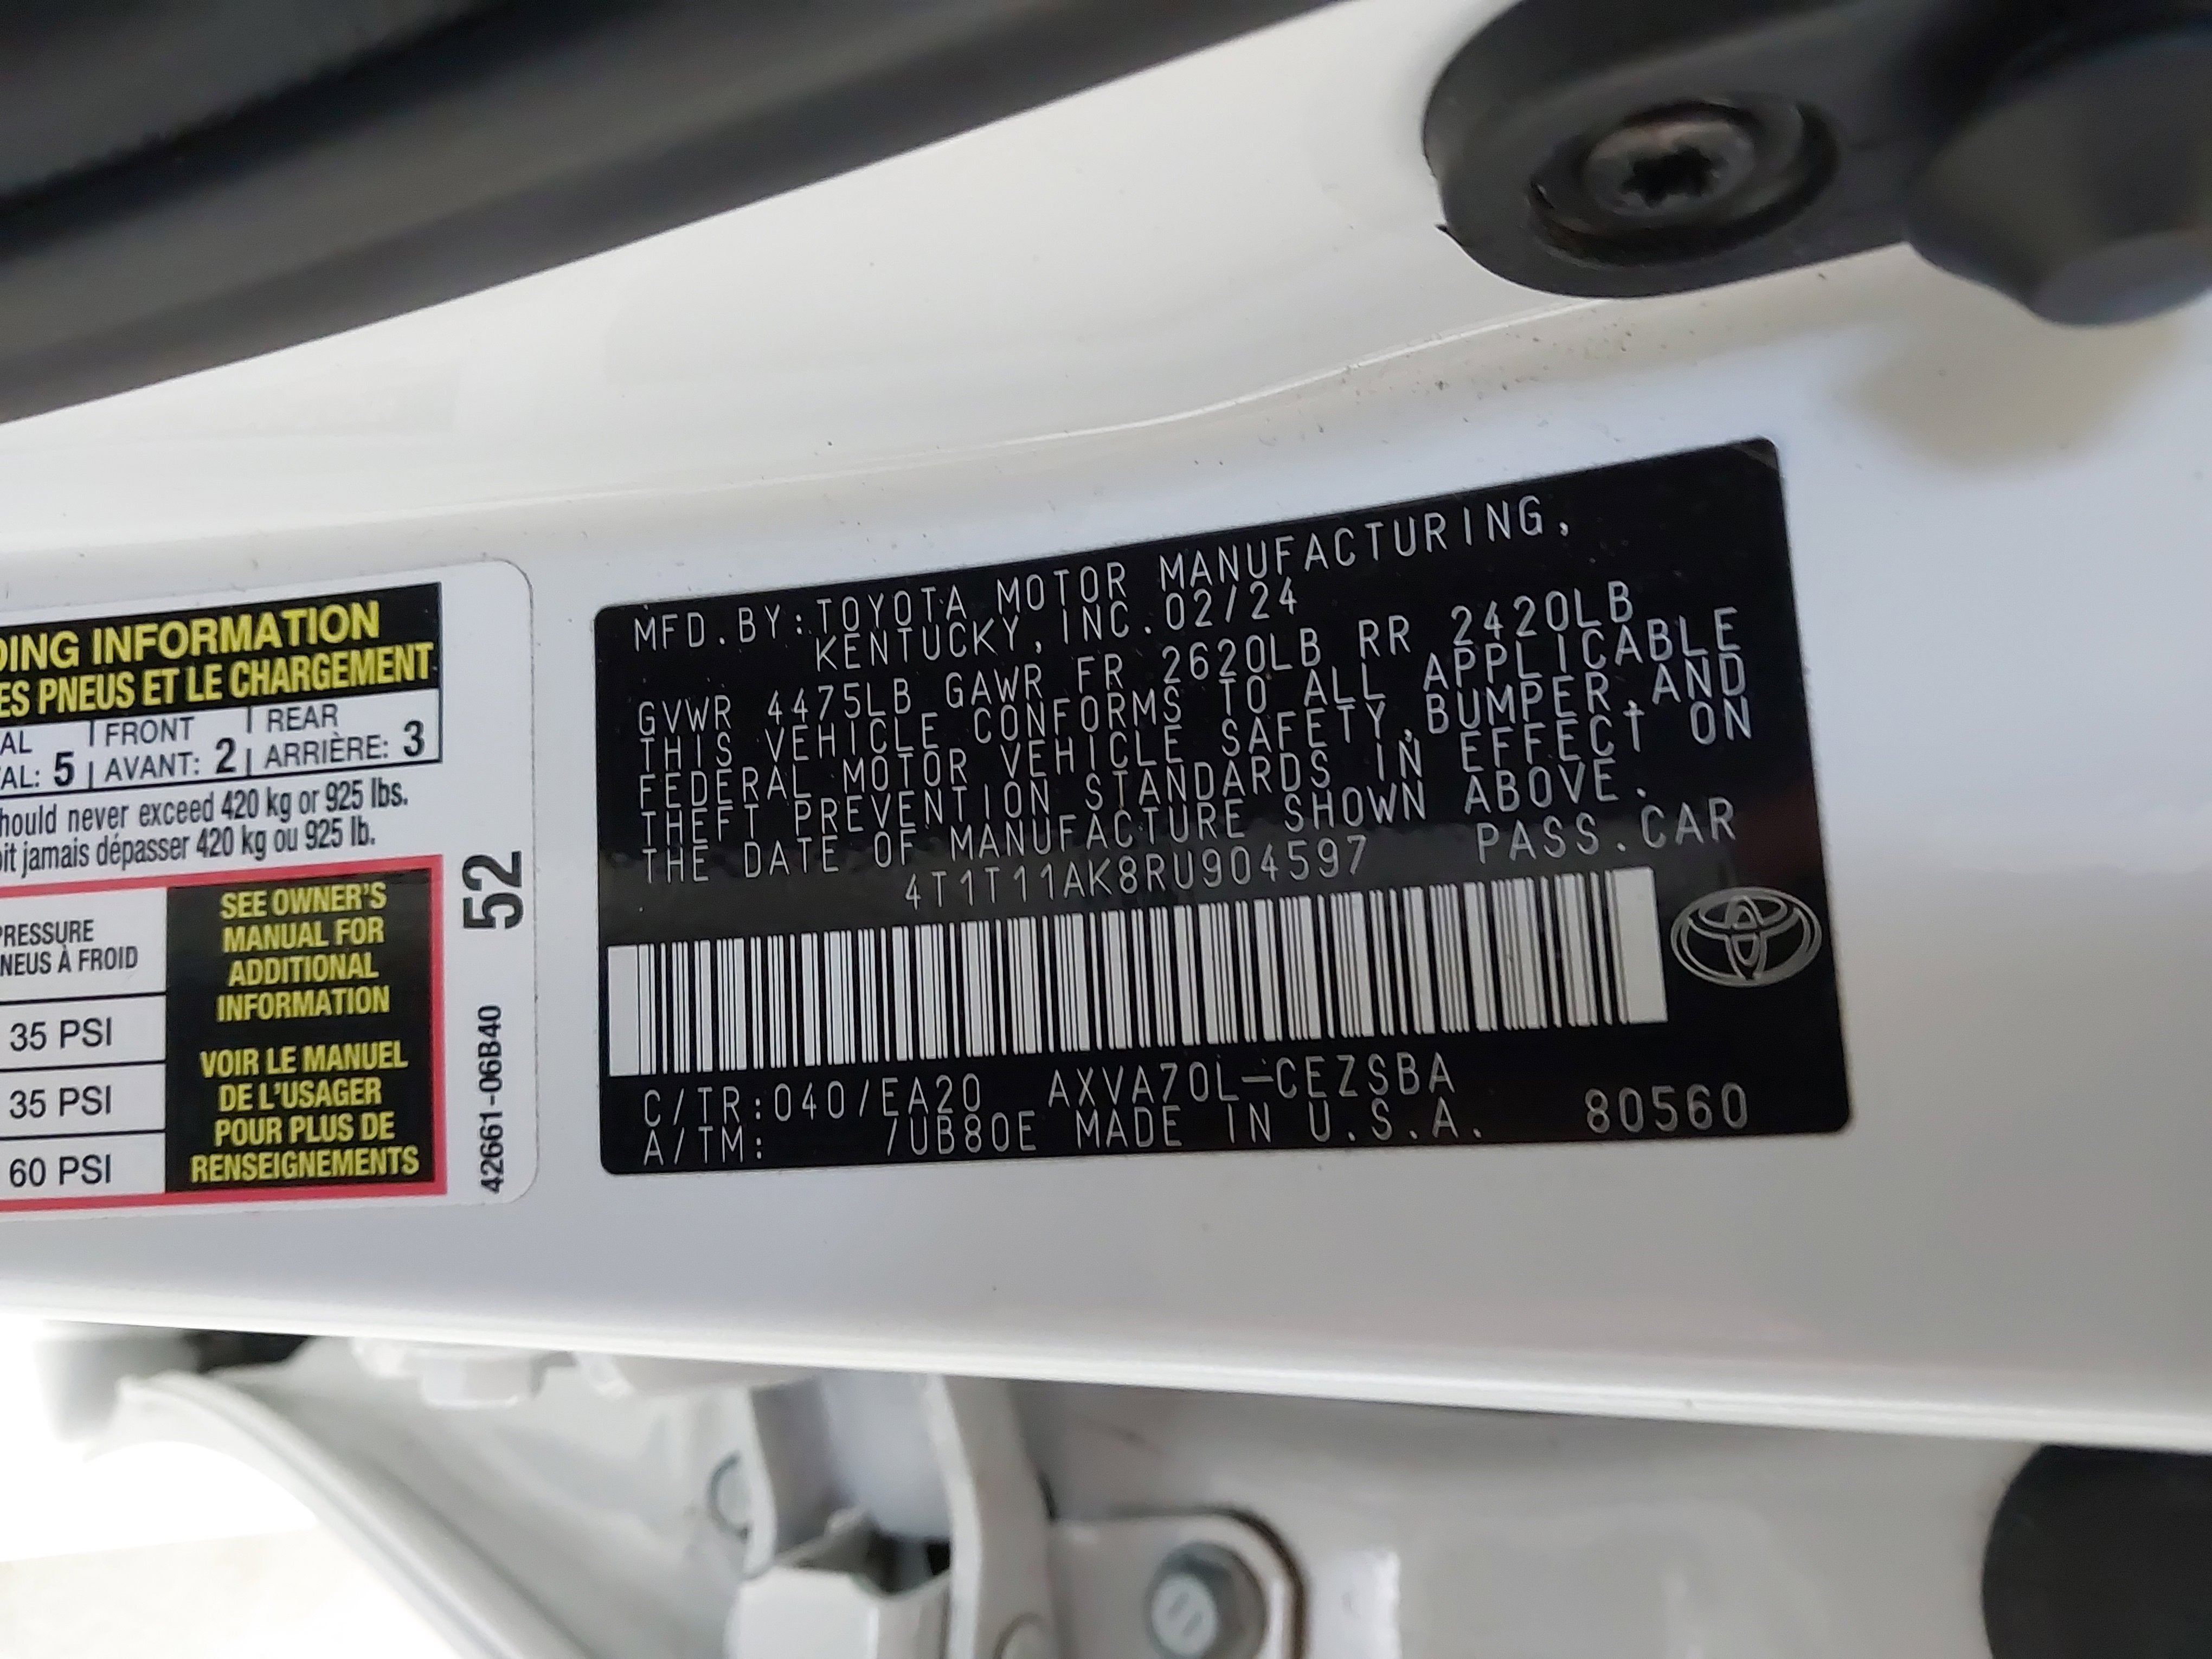 DING INFORMATION
ES PNEUS ET LE CHARGEMENT
AL | FRONT | REAR
AL: 5 | AVANT: 2 | ARRIÈRE: 3
hould never exceed 420 kg or 925 lbs.
oit jamais dépasser 420 kg ou 925 lb.
PRESSURE
NEUS À FROID
35 PSI
35 PSI
60 PSI
SEE OWNER'S
MANUAL FOR
ADDITIONAL
INFORMATION
VOIR LE MANUEL
DE L'USAGER
POUR PLUS DE
RENSEIGNEMENTS
52
42661-06B40
MFD.BY:TOYOTA MOTOR MANUFACTURING,
KENTUCKY, INC.02/24
GVWR 4475LB GAWR FR 2620LB RR 2420LB
THIS VEHICLE CONFORMS TO ALL APPLICABLE
FEDERAL MOTOR VEHICLE SAFETY,BUMPER,AND
THEFT PREVENTION STANDARDS IN EFFECT ON
THE DATE OF MANUFACTURE SHOWN ABOVE.
4T1T11AK8RU904597 PASS.CAR
C/TR:040/EA20 AXVA70L-CEZSBA
A/TM: /UB80E MADE IN U.S.A. 80560